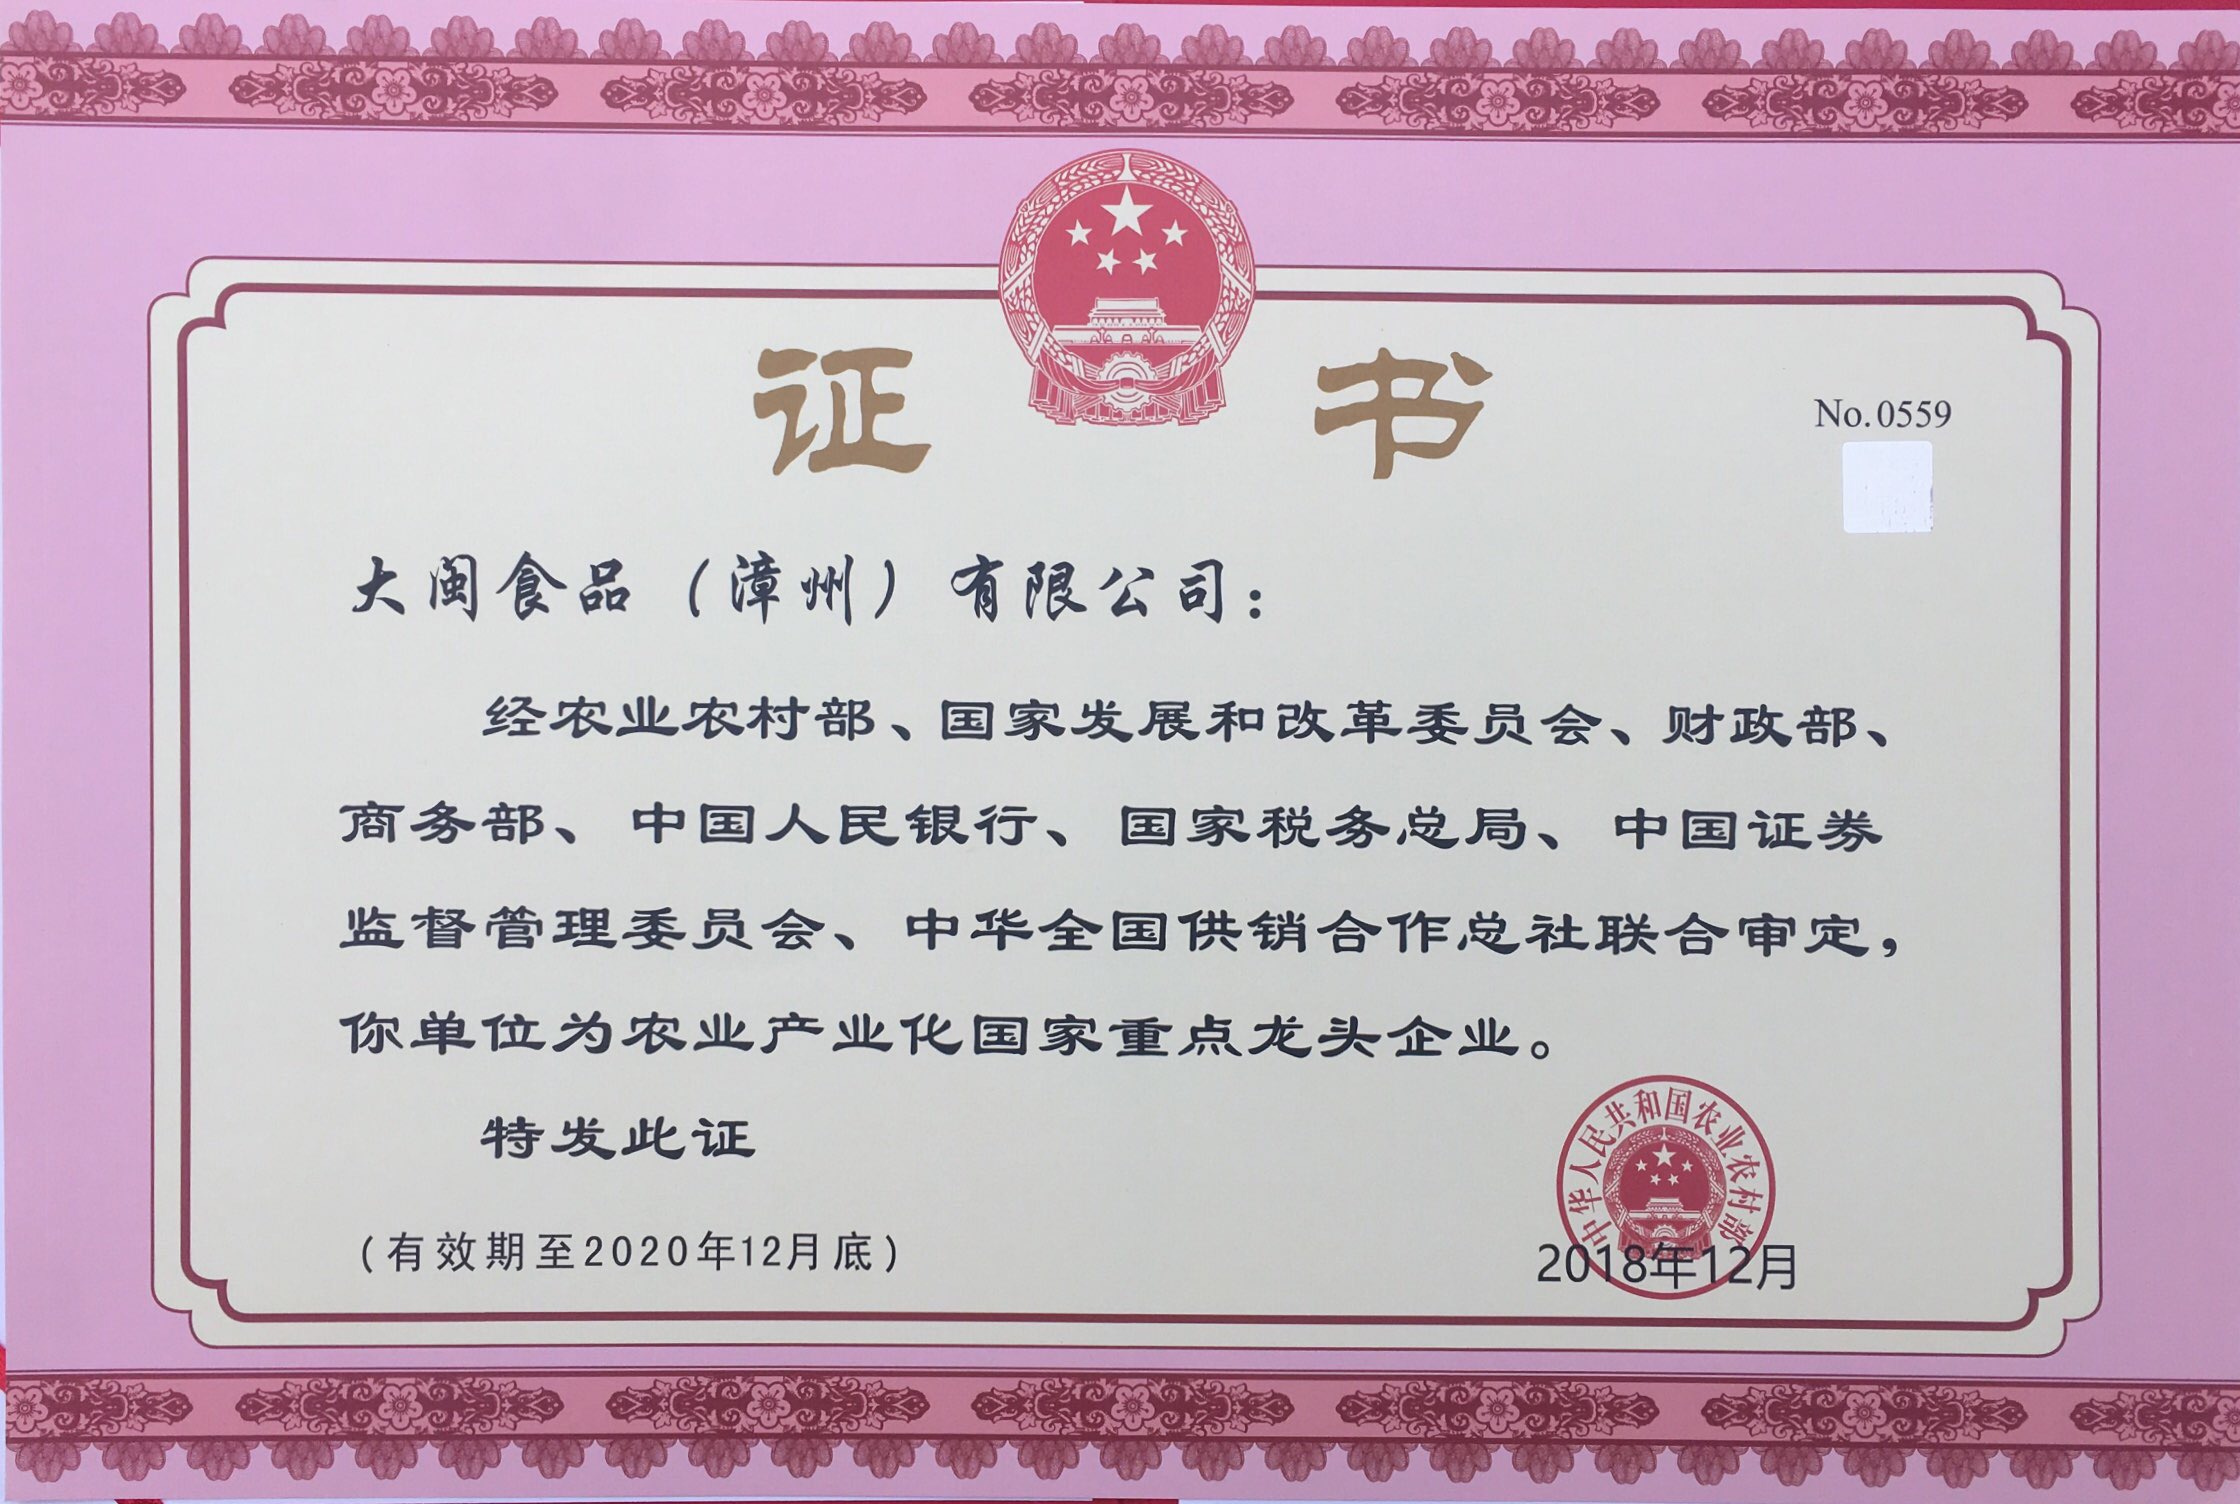 证书
No.0559
大闽食品（漳州）有限公司：
经农业农村部、国家发展和改革委员会、财政部、
商务部、中国人民银行、国家税务总局、中国证券
监督管理委员会、中华全国供销合作总社联合审定，
你单位为农业产业化国家重点龙头企业。
特发此证
(有效期至2020年12月底)
中华人民共和国农业农村部
2018年12月